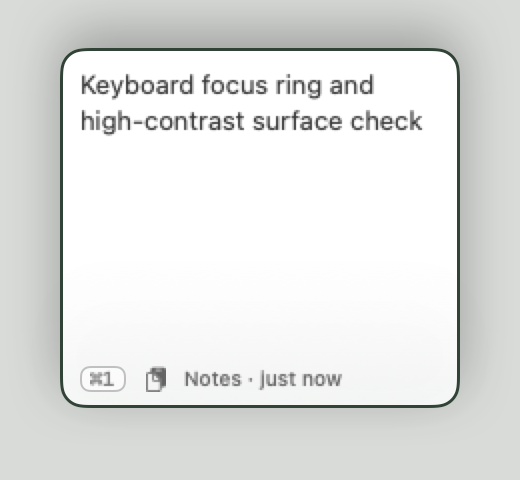 Keyboard focus ring and
high-contrast surface check
⌘1 Notes · just now